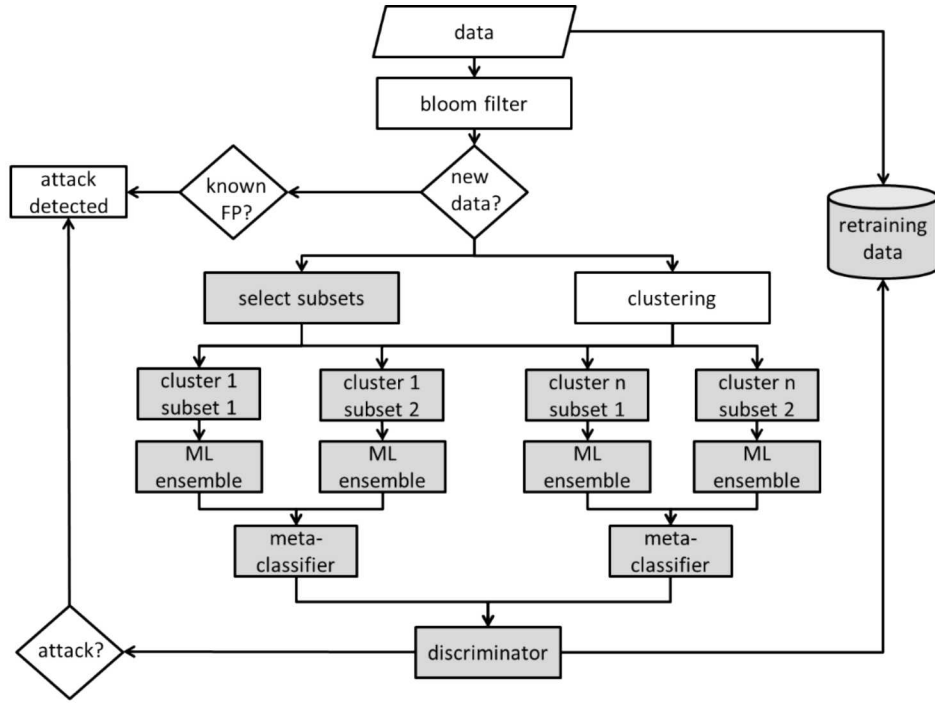 data
bloom filter
new
data?
known
FP?
attack
detected
retraining
data
select subsets
clustering
cluster 1
subset 1
cluster 1
subset 2
cluster n
subset 1
cluster n
subset 2
ML
ensemble
ML
ensemble
ML
ensemble
ML
ensemble
meta-
classifier
meta-
classifier
attack?
discriminator